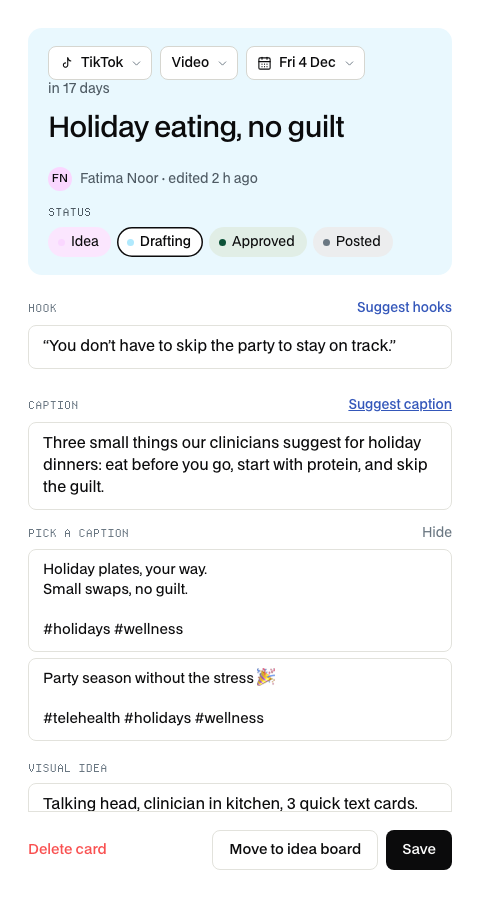 TikTok
Video
Fri 4 Dec
in 17 days
Holiday eating, no guilt
FN
Fatima Noor · edited 2 h ago
STATUS
Idea
Drafting
Approved
Posted
HOOK
Suggest hooks
“You don’t have to skip the party to stay on track.”
CAPTION
Suggest caption
Three small things our clinicians suggest for holiday
dinners: eat before you go, start with protein, and skip
the guilt.
PICK A CAPTION
Hide
Holiday plates, your way.
Small swaps, no guilt.
#holidays #wellness
Party season without the stress🎉
#telehealth #holidays #wellness
VISUAL IDEA
Talking head, clinician in kitchen, 3 quick text cards.
Delete card
Move to idea board
Save